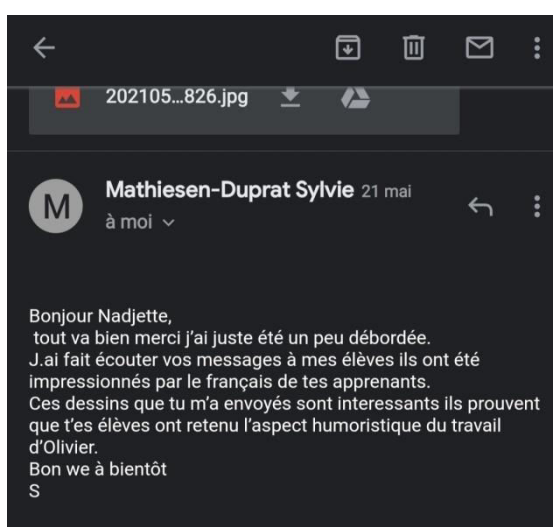 202105...826.jpg
M
Mathiesen-Duprat Sylvie 21 mai
à moi
Bonjour Nadjette,
tout va bien merci j'ai juste été un peu débordée.
J.ai fait écouter vos messages à mes élèves ils ont été
impressionnés par le français de tes apprenants.
Ces dessins que tu m'a envoyés sont interessants ils prouvent
que t'es élèves ont retenu l'aspect humoristique du travail
d'Olivier.
Bon we à bientôt
S